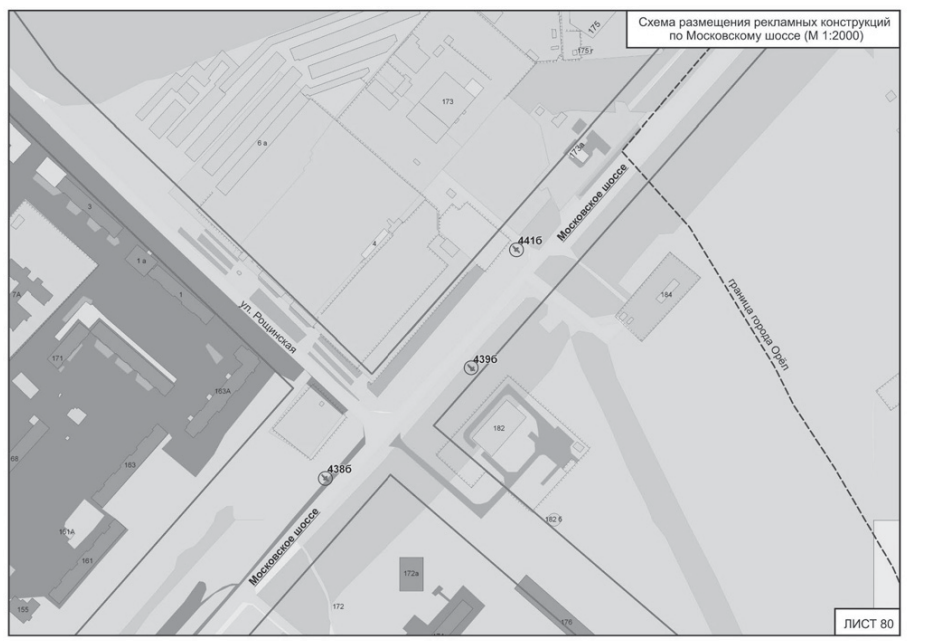 Схема размещения рекламных конструкций
по Московскому шоссе (М 1:2000)
175
175г
173
6 а
173а
Московское шоссе
3
441б
4
1 а
граница города Орёл
184
7А
1
ул. Рощинская
171
439б
163А
182
68
163
438б
182 б
161А
Московское шоссе
161
172а
155
172
176
ЛИСТ 80